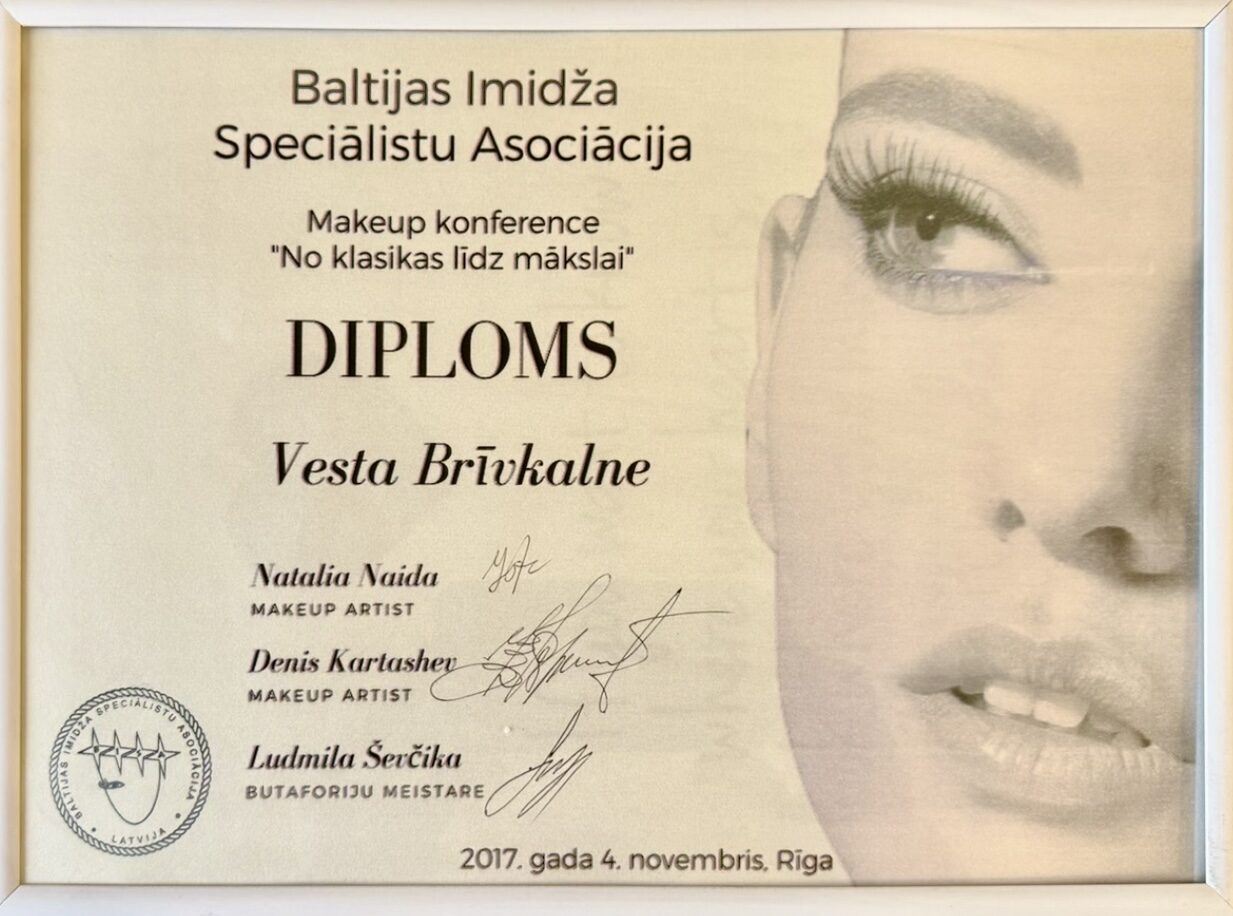 Baltijas Imidža
Speciālistu Asociācija
Makeup konference
"No klasikas līdz mākslai"
DIPLOMS
Vesta Brīvkalne
Natalia Naida
MAKEUP ARTIST
Denis Kartashev
MAKEUP ARTIST
Ludmila Ševčika
BUTAFORIJU MEISTARE
BALTIJAS IMIDŽA SPECIĀLISTU ASOCIĀCIJA
LATVIJA
2017. gada 4. novembris, Rīga